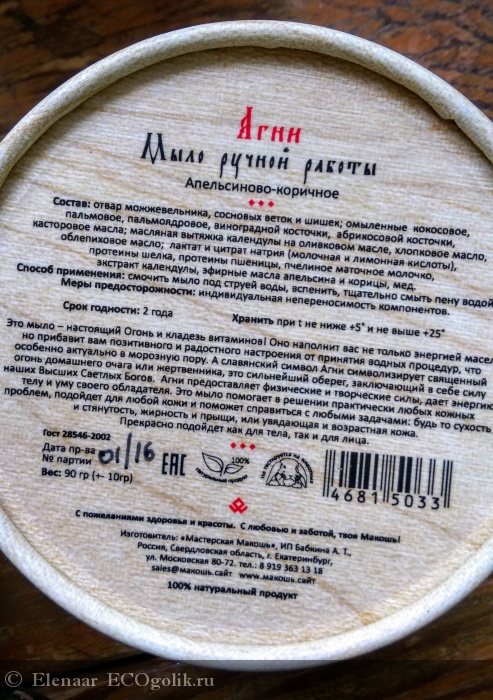 Агни
Мыло ручной работы
Апельсиново-коричное
Состав: отвар можжевельника, сосновых веток и шишек; омыленные кокосовое,
пальмовое, пальмоядровое, виноградной косточки, абрикосовой косточки,
касторовое масла; масляная вытяжка календулы на оливковом масле, хлопковое масло,
облепиховое масло; лактат и цитрат натрия (молочная и лимонная кислоты),
протеины шелка, протеины пшеницы, пчелиное маточное молочко,
экстракт календулы, эфирные масла апельсина и корицы, мед.
Способ применения: смочить мыло под струей воды, вспенить, тщательно смыть пену водой
Меры предосторожности: индивидуальная непереносимость компонентов.
Срок годности: 2 года Хранить при t не ниже +5° и не выше +25°
Это мыло – настоящий Огонь и кладезь витаминов! Оно наполнит вас не только энергией масел
но прибавит вам позитивного и радостного настроения от принятия водных процедур, что
особенно актуально в морозную пору. А славянский символ Агни символизирует священный
огонь домашнего очага или жертвенника, это сильнейший оберег, заключающий в себе силу
наших Высших Светлых Богов. Агни предоставляет физические и творческие силы, дает энергию
телу и уму своего обладателя. Это мыло помогает в решении практически любых кожных
проблем, подойдет для любой кожи и поможет справиться с любыми задачами: будь то сухость
и стянутость, жирность и прыщи, или увядающая и возрастная кожа.
Прекрасно подойдет как для тела, так и для лица.
Гост 28546-2002
Дата пр-ва 01/16
№ партии
Вес: 90 гр (+- 10гр)
EAC
100%
натуральный продукт
Не тестируется на животных
4681 5033
С пожеланиями здоровья и красоты. С любовью и заботой, твоя Макошь!
Изготовитель: «Мастерская Макошь», ИП Бабкина А. Т.,
Россия, Свердловская область, г. Екатеринбург,
ул. Московская 80-72. тел.: 8 919 363 13 18
sales@макошь.сайт www.макошь.сайт
100% натуральный продукт
© Elenaar ECOgolik.ru